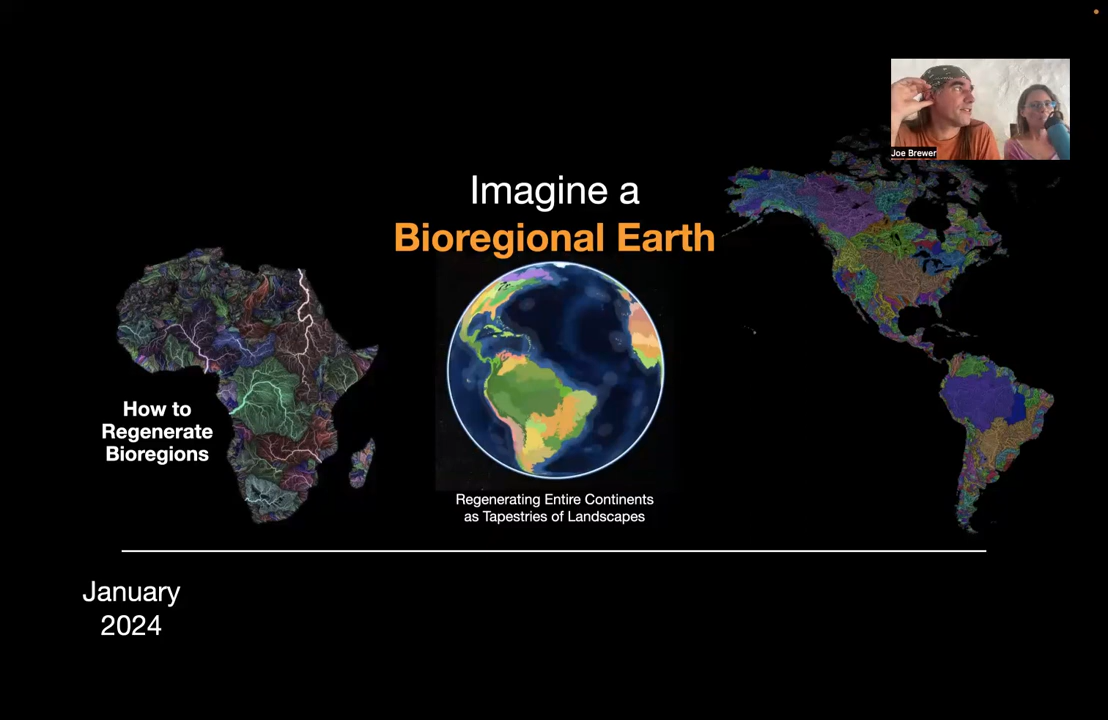 Joe Brewer
Imagine a
Bioregional Earth
How to
Regenerate
Bioregions
Regenerating Entire Continents
as Tapestries of Landscapes
January
2024